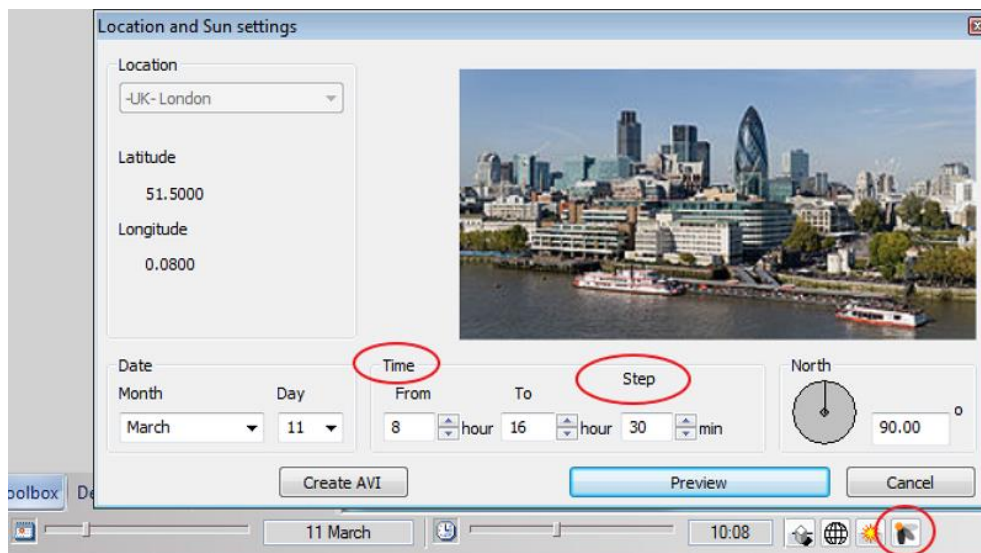 Location and Sun settings
Location
-UK- London
Latitude
51.5000
Longitude
0.0800
Date
Time
Step
North
Month
Day
From
To
March
11
8
hour
16
hour
30
min
90.00
o
Create AVI
Preview
Cancel
oolbox
De
11 March
10:08